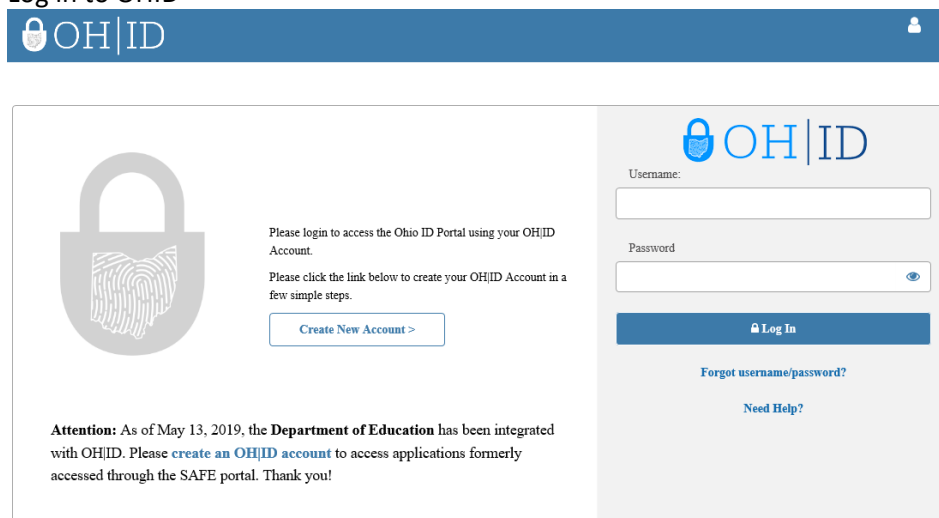 Log in to OHID
OH|ID
OH|ID
Username:
Please login to access the Ohio ID Portal using your OH|ID
Account.
Please click the link below to create your OH|ID Account in a
few simple steps.
Create New Account >
Password
Log In
Forgot username/password?
Need Help?
Attention: As of May 13, 2019, the Department of Education has been integrated
with OH|ID. Please create an OH|ID account to access applications formerly
accessed through the SAFE portal. Thank you!